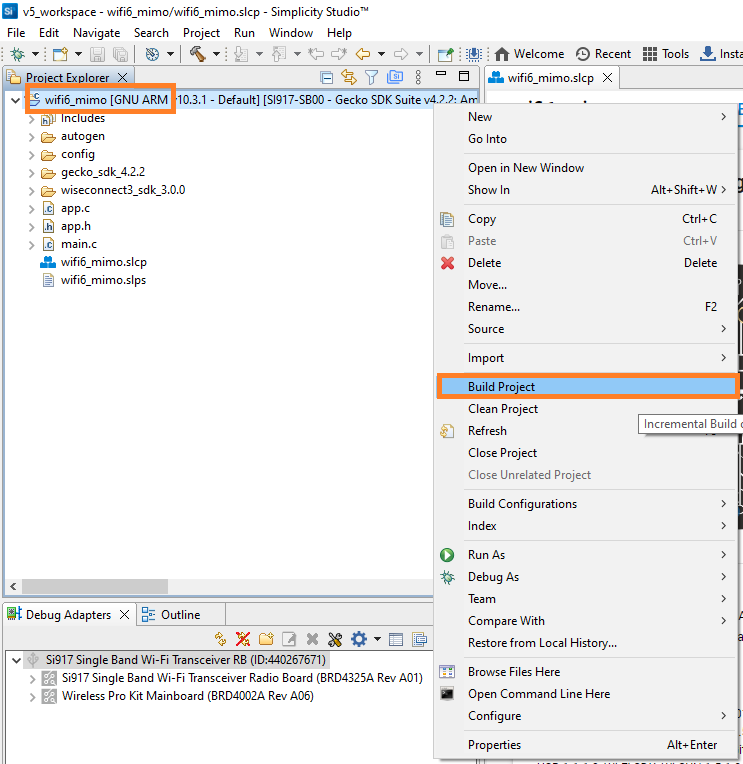 v5_workspace - wifi6_mimo/wifi6_mimo.slcp - Simplicity Studio™
File Edit Navigate Search Project Run Window Help
Welcome Recent Tools
Project Explorer
wifi6_mimo.slcp
wifi6_mimo [GNU ARM v10.3.1 - Default] [SI917-SB00 - Gecko SDK Suite v4.2.2:
Includes
autogen
config
gecko_sdk_4.2.2
wiseconnect3_sdk_3.0.0
app.c
app.h
main.c
wifi6_mimo.slcp
wifi6_mimo.slps
New
Go Into
Open in New Window
Show In Alt+Shift+W
Copy Ctrl+C
Paste Ctrl+V
Delete Delete
Move...
Rename... F2
Source
Import
Build Project
Clean Project
Incremental Build
Refresh
Close Project
Close Unrelated Project
Build Configurations
Index
Run As
Debug As
Team
Compare With
Restore from Local History...
Browse Files Here
Open Command Line Here
Configure
Properties Alt+Enter
Debug Adapters Outline
Si917 Single Band Wi-Fi Transceiver RB (ID:440267671)
Si917 Single Band Wi-Fi Transceiver Radio Board (BRD4325A Rev A01)
Wireless Pro Kit Mainboard (BRD4002A Rev A06)